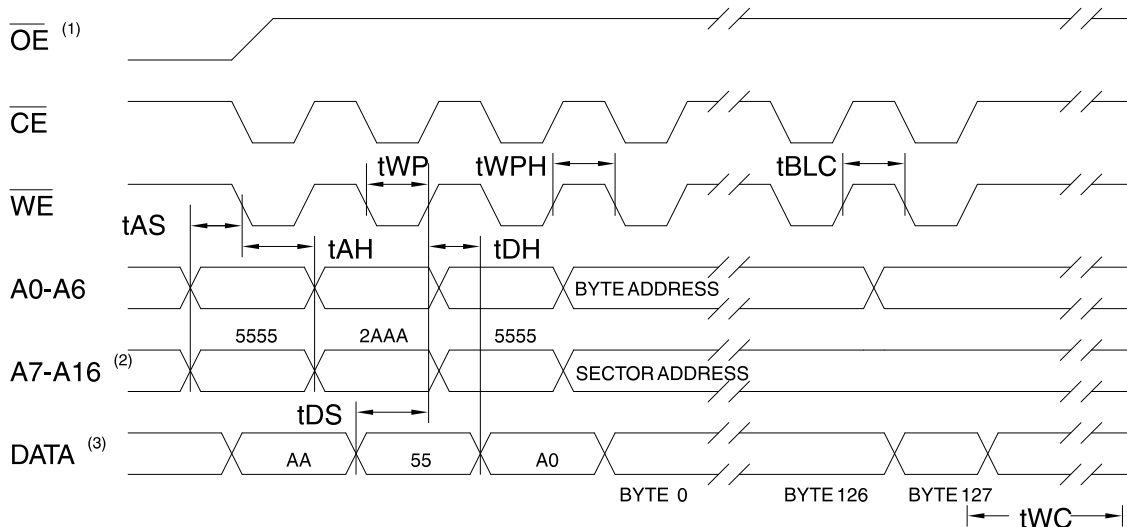 OE (1)
CE
tWP tWPH tBLC
WE
tAS
tAH tDH
A0-A6 BYTE ADDRESS
5555 2AAA 5555
A7-A16 (2) SECTOR ADDRESS
tDS
DATA (3) AA 55 A0
BYTE 0 BYTE 126 BYTE 127
tWC